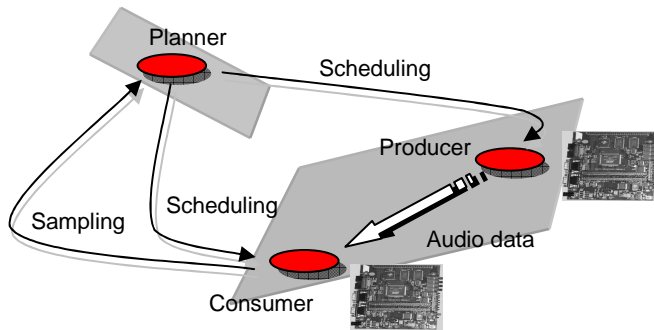 Planner
Scheduling
Producer
Sampling
Scheduling
Audio data
Consumer